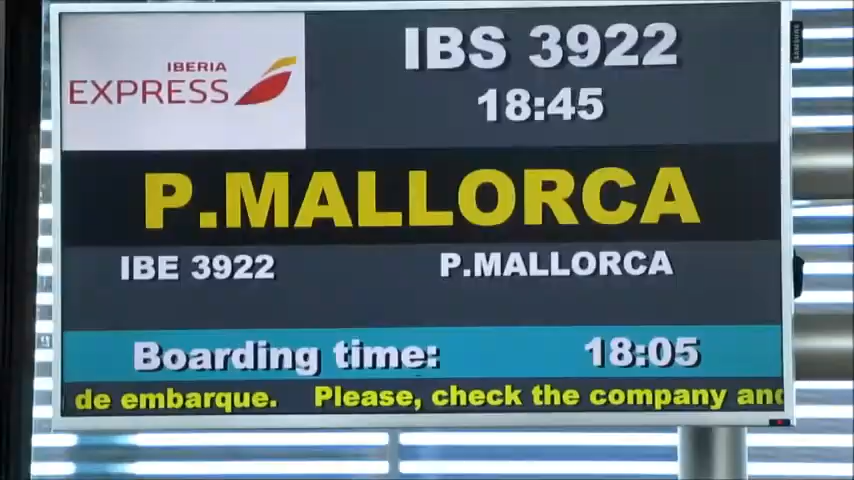 IBERIA
EXPRESS
IBS 3922
18:45
P.MALLORCA
IBE 3922 P.MALLORCA
Boarding time: 18:05
de embarque. Please, check the company and
SAMSUNG